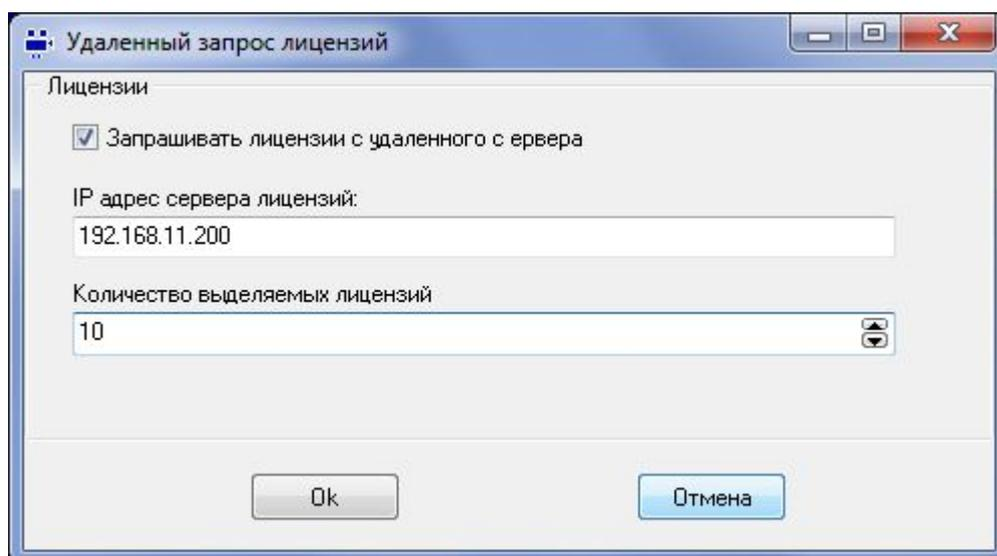 Удаленный запрос лицензий
Лицензии
Запрашивать лицензии с удаленного с ервера
IP адрес сервера лицензий:
192.168.11.200
Количество выделяемых лицензий
10
Ok Отмена